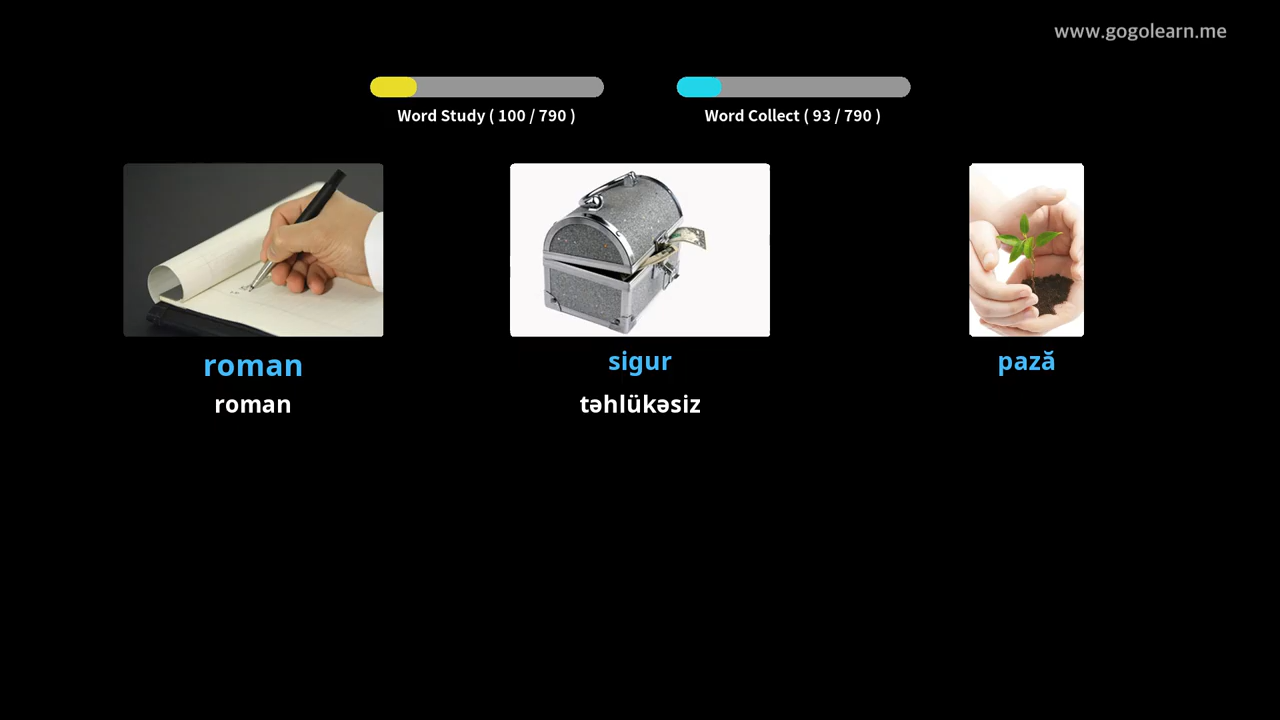 www.gogolearn.me
Word Study ( 100 / 790 )
Word Collect ( 93 / 790 )
roman
roman
sigur
təhlükəsiz
pază